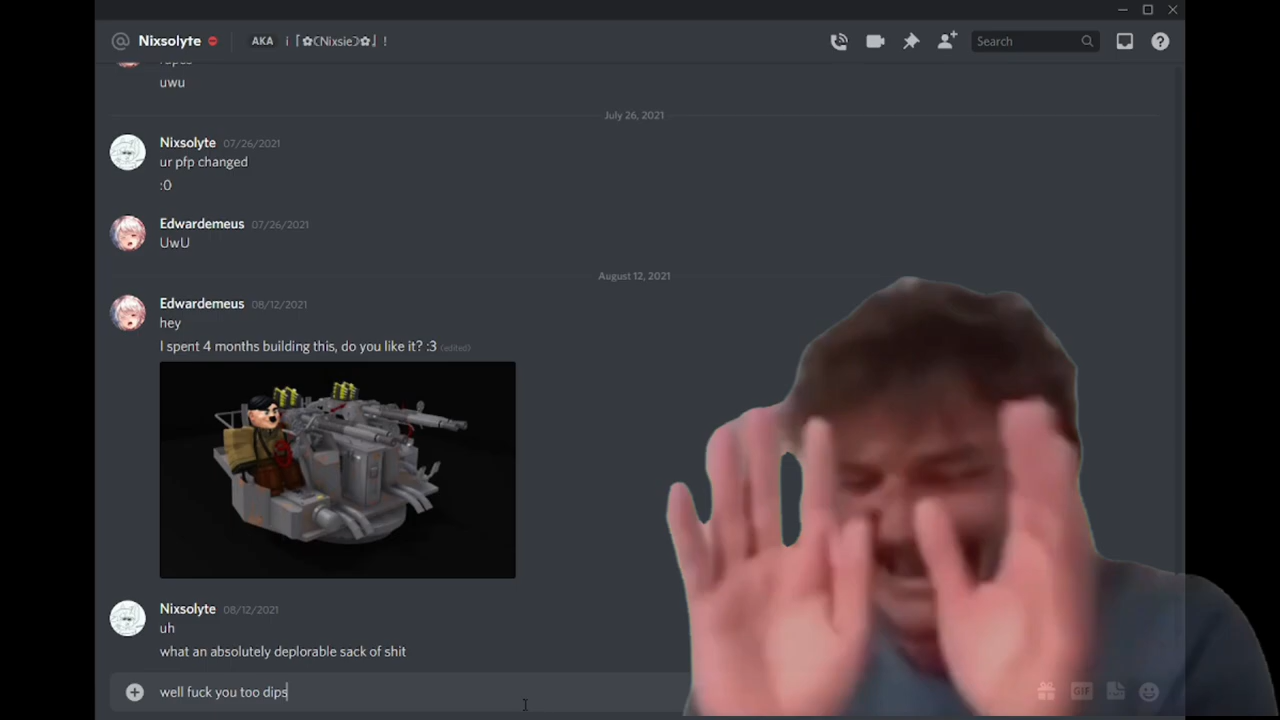 Nixsolyte AKA i「✿☾Nixsie☽✿」! Search
uwu
July 26, 2021
Nixsolyte 07/26/2021
ur pfp changed
:0
Edwardemeus 07/26/2021
UwU
August 12, 2021
Edwardemeus 08/12/2021
hey
I spent 4 months building this, do you like it? :3 (edited)
Nixsolyte 08/12/2021
uh
what an absolutely deplorable sack of shit
well fuck you too dips
GIF